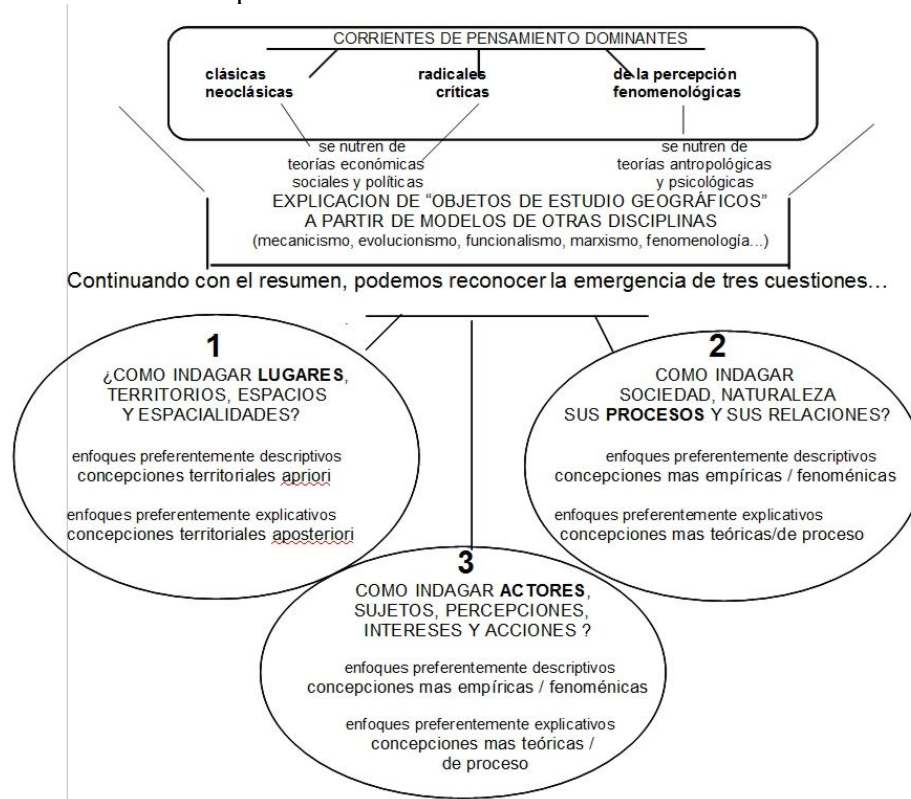 CORRIENTES DE PENSAMIENTO DOMINANTES
clásicas
neoclásicas
radicales
críticas
de la percepción
fenomenológicas
se nutren de
teorías económicas
sociales y políticas
se nutren de
teorías antropológicas
y psicológicas
EXPLICACION DE “OBJETOS DE ESTUDIO GEOGRÁFICOS”
A PARTIR DE MODELOS DE OTRAS DISCIPLINAS
(mecanicismo, evolucionismo, funcionalismo, marxismo, fenomenología...)
Continuando con el resumen, podemos reconocer la emergencia de tres cuestiones…
1
¿COMO INDAGAR LUGARES,
TERRITORIOS, ESPACIOS
Y ESPACIALIDADES?
enfoques preferentemente descriptivos
concepciones territoriales apriori
enfoques preferentemente explicativos
concepciones territoriales aposteriori
2
COMO INDAGAR
SOCIEDAD, NATURALEZA
SUS PROCESOS Y SUS RELACIONES?
enfoques preferentemente descriptivos
concepciones mas empíricas / fenoménicas
enfoques preferentemente explicativos
concepciones mas teóricas/de proceso
3
COMO INDAGAR ACTORES,
SUJETOS, PERCEPCIONES,
INTERESES Y ACCIONES ?
enfoques preferentemente descriptivos
concepciones mas empíricas / fenoménicas
enfoques preferentemente explicativos
concepciones mas teóricas /
de proceso